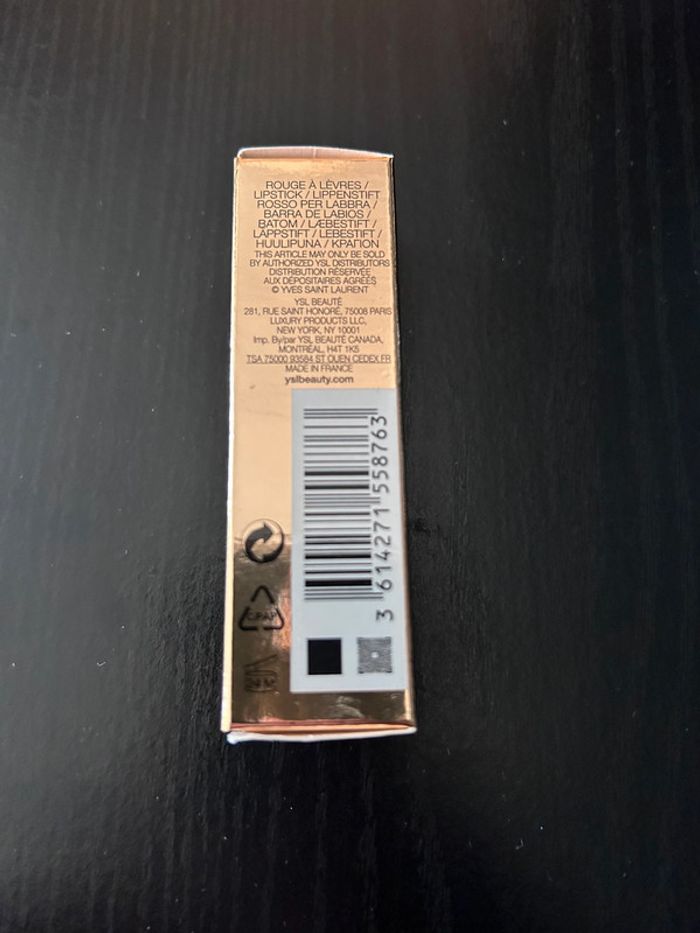 ROUGE À LÈVRES /
LIPSTICK / LIPPENSTIFT
ROSSO PER LABBRA /
BARRA DE LABIOS /
BATOM / LÆBESTIFT /
LÄPPSTIFT / LEBESTIFT /
HUULIPUNA / ΚΡΑΓΙΟΝ
THIS ARTICLE MAY ONLY BE SOLD
BY AUTHORIZED YSL DISTRIBUTORS
DISTRIBUTION RÉSERVÉE
AUX DÉPOSITAIRES AGRÉÉS
© YVES SAINT LAURENT
YSL BEAUTÉ
281, RUE SAINT HONORÉ, 75008 PARIS
LUXURY PRODUCTS LLC,
NEW YORK, NY 10001
Imp. By/par YSL BEAUTÉ CANADA,
MONTRÉAL, H4T 1K5
TSA 75000 93584 ST OUEN CEDEX FR
MADE IN FRANCE
yslbeauty.com
3 614271 558763
C/PAP
24 M